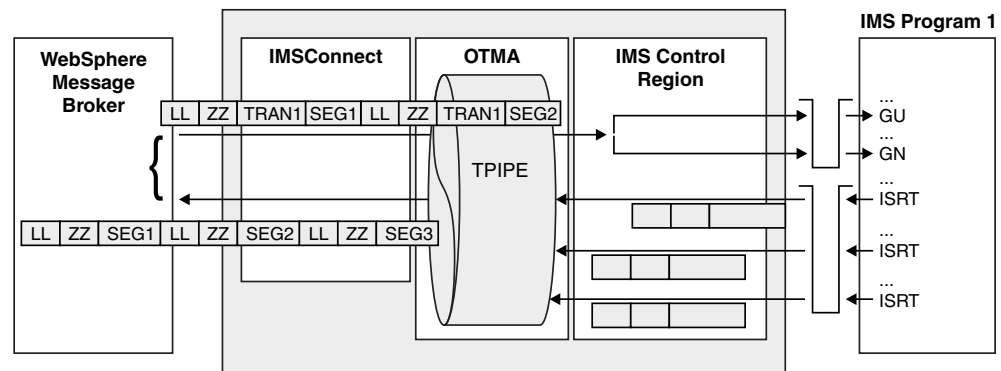 IMS Program 1
WebSphere
Message
Broker
IMSConnect
OTMA
IMS Control
Region
LL ZZ TRAN1 SEG1 LL ZZ TRAN1 SEG2
TPIPE
LL ZZ SEG1 LL ZZ SEG2 LL ZZ SEG3
...
GU
...
GN
...
ISRT
...
ISRT
...
ISRT